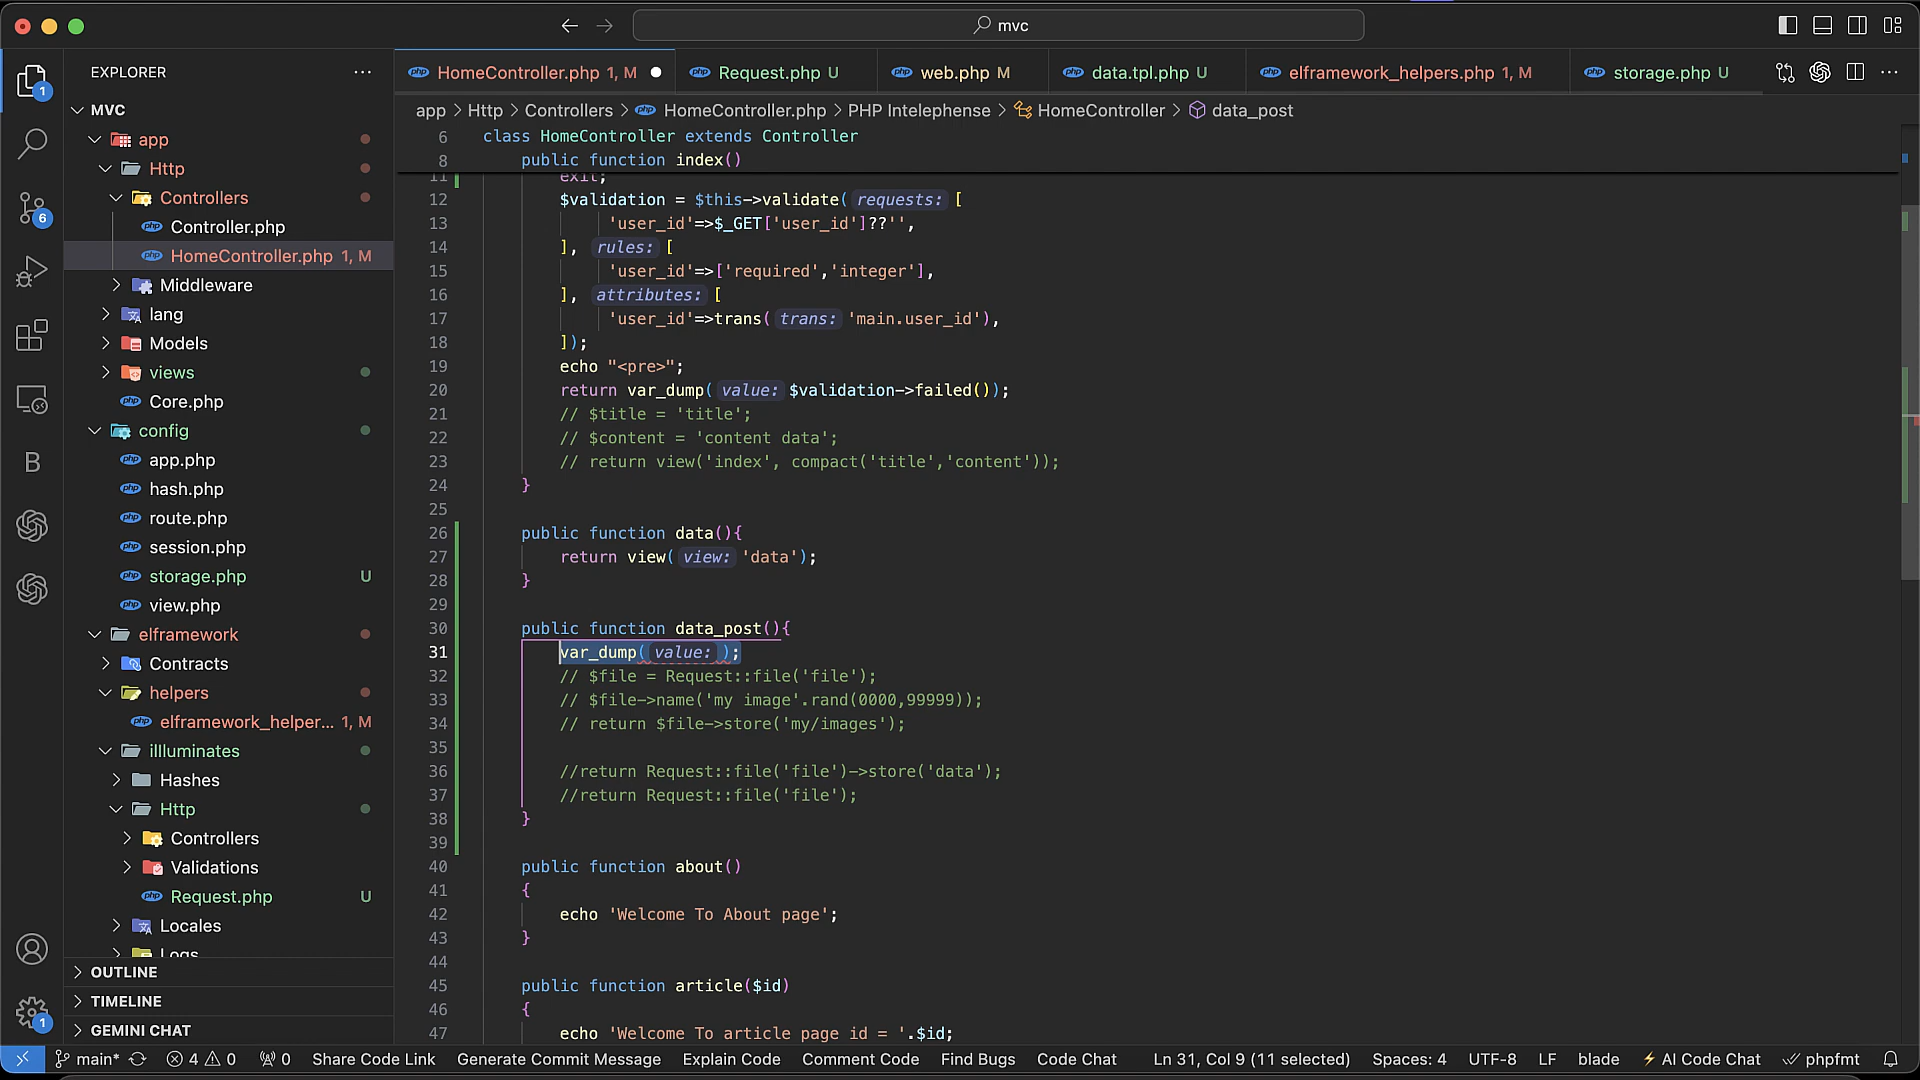 mvc
EXPLORER
MVC
app
Http
Controllers
Controller.php
HomeController.php 1, M
Middleware
lang
Models
views
Core.php
config
app.php
hash.php
route.php
session.php
storage.php U
view.php
elframework
Contracts
helpers
elframework_helper... 1, M
illluminates
Hashes
Http
Controllers
Validations
Request.php U
Locales
Logs
OUTLINE
TIMELINE
GEMINI CHAT
HomeController.php 1, M
Request.php U
web.php M
data.tpl.php U
elframework_helpers.php 1, M
storage.php U
app > Http > Controllers > HomeController.php > PHP Intelephense > HomeController > data_post
6 class HomeController extends Controller
8 public function index()
11 exit;
12 $validation = $this->validate( requests: [
13 'user_id'=>$_GET['user_id']??'',
14 ], rules: [
15 'user_id'=>['required','integer'],
16 ], attributes: [
17 'user_id'=>trans( trans: 'main.user_id'),
18 ]);
19 echo "<pre>";
20 return var_dump( value: $validation->failed());
21 // $title = 'title';
22 // $content = 'content data';
23 // return view('index', compact('title','content'));
24 }
25
26 public function data(){
27 return view( view: 'data');
28 }
29
30 public function data_post(){
31 var_dump( value: );
32 // $file = Request::file('file');
33 // $file->name('my image'.rand(0000,99999));
34 // return $file->store('my/images');
35
36 //return Request::file('file')->store('data');
37 //return Request::file('file');
38 }
39
40 public function about()
41 {
42 echo 'Welcome To About page';
43 }
44
45 public function article($id)
46 {
47 echo 'Welcome To article page id = '.$id;
main* 4 0 0 Share Code Link Generate Commit Message Explain Code Comment Code Find Bugs Code Chat Ln 31, Col 9 (11 selected) Spaces: 4 UTF-8 LF blade AI Code Chat phpfmt